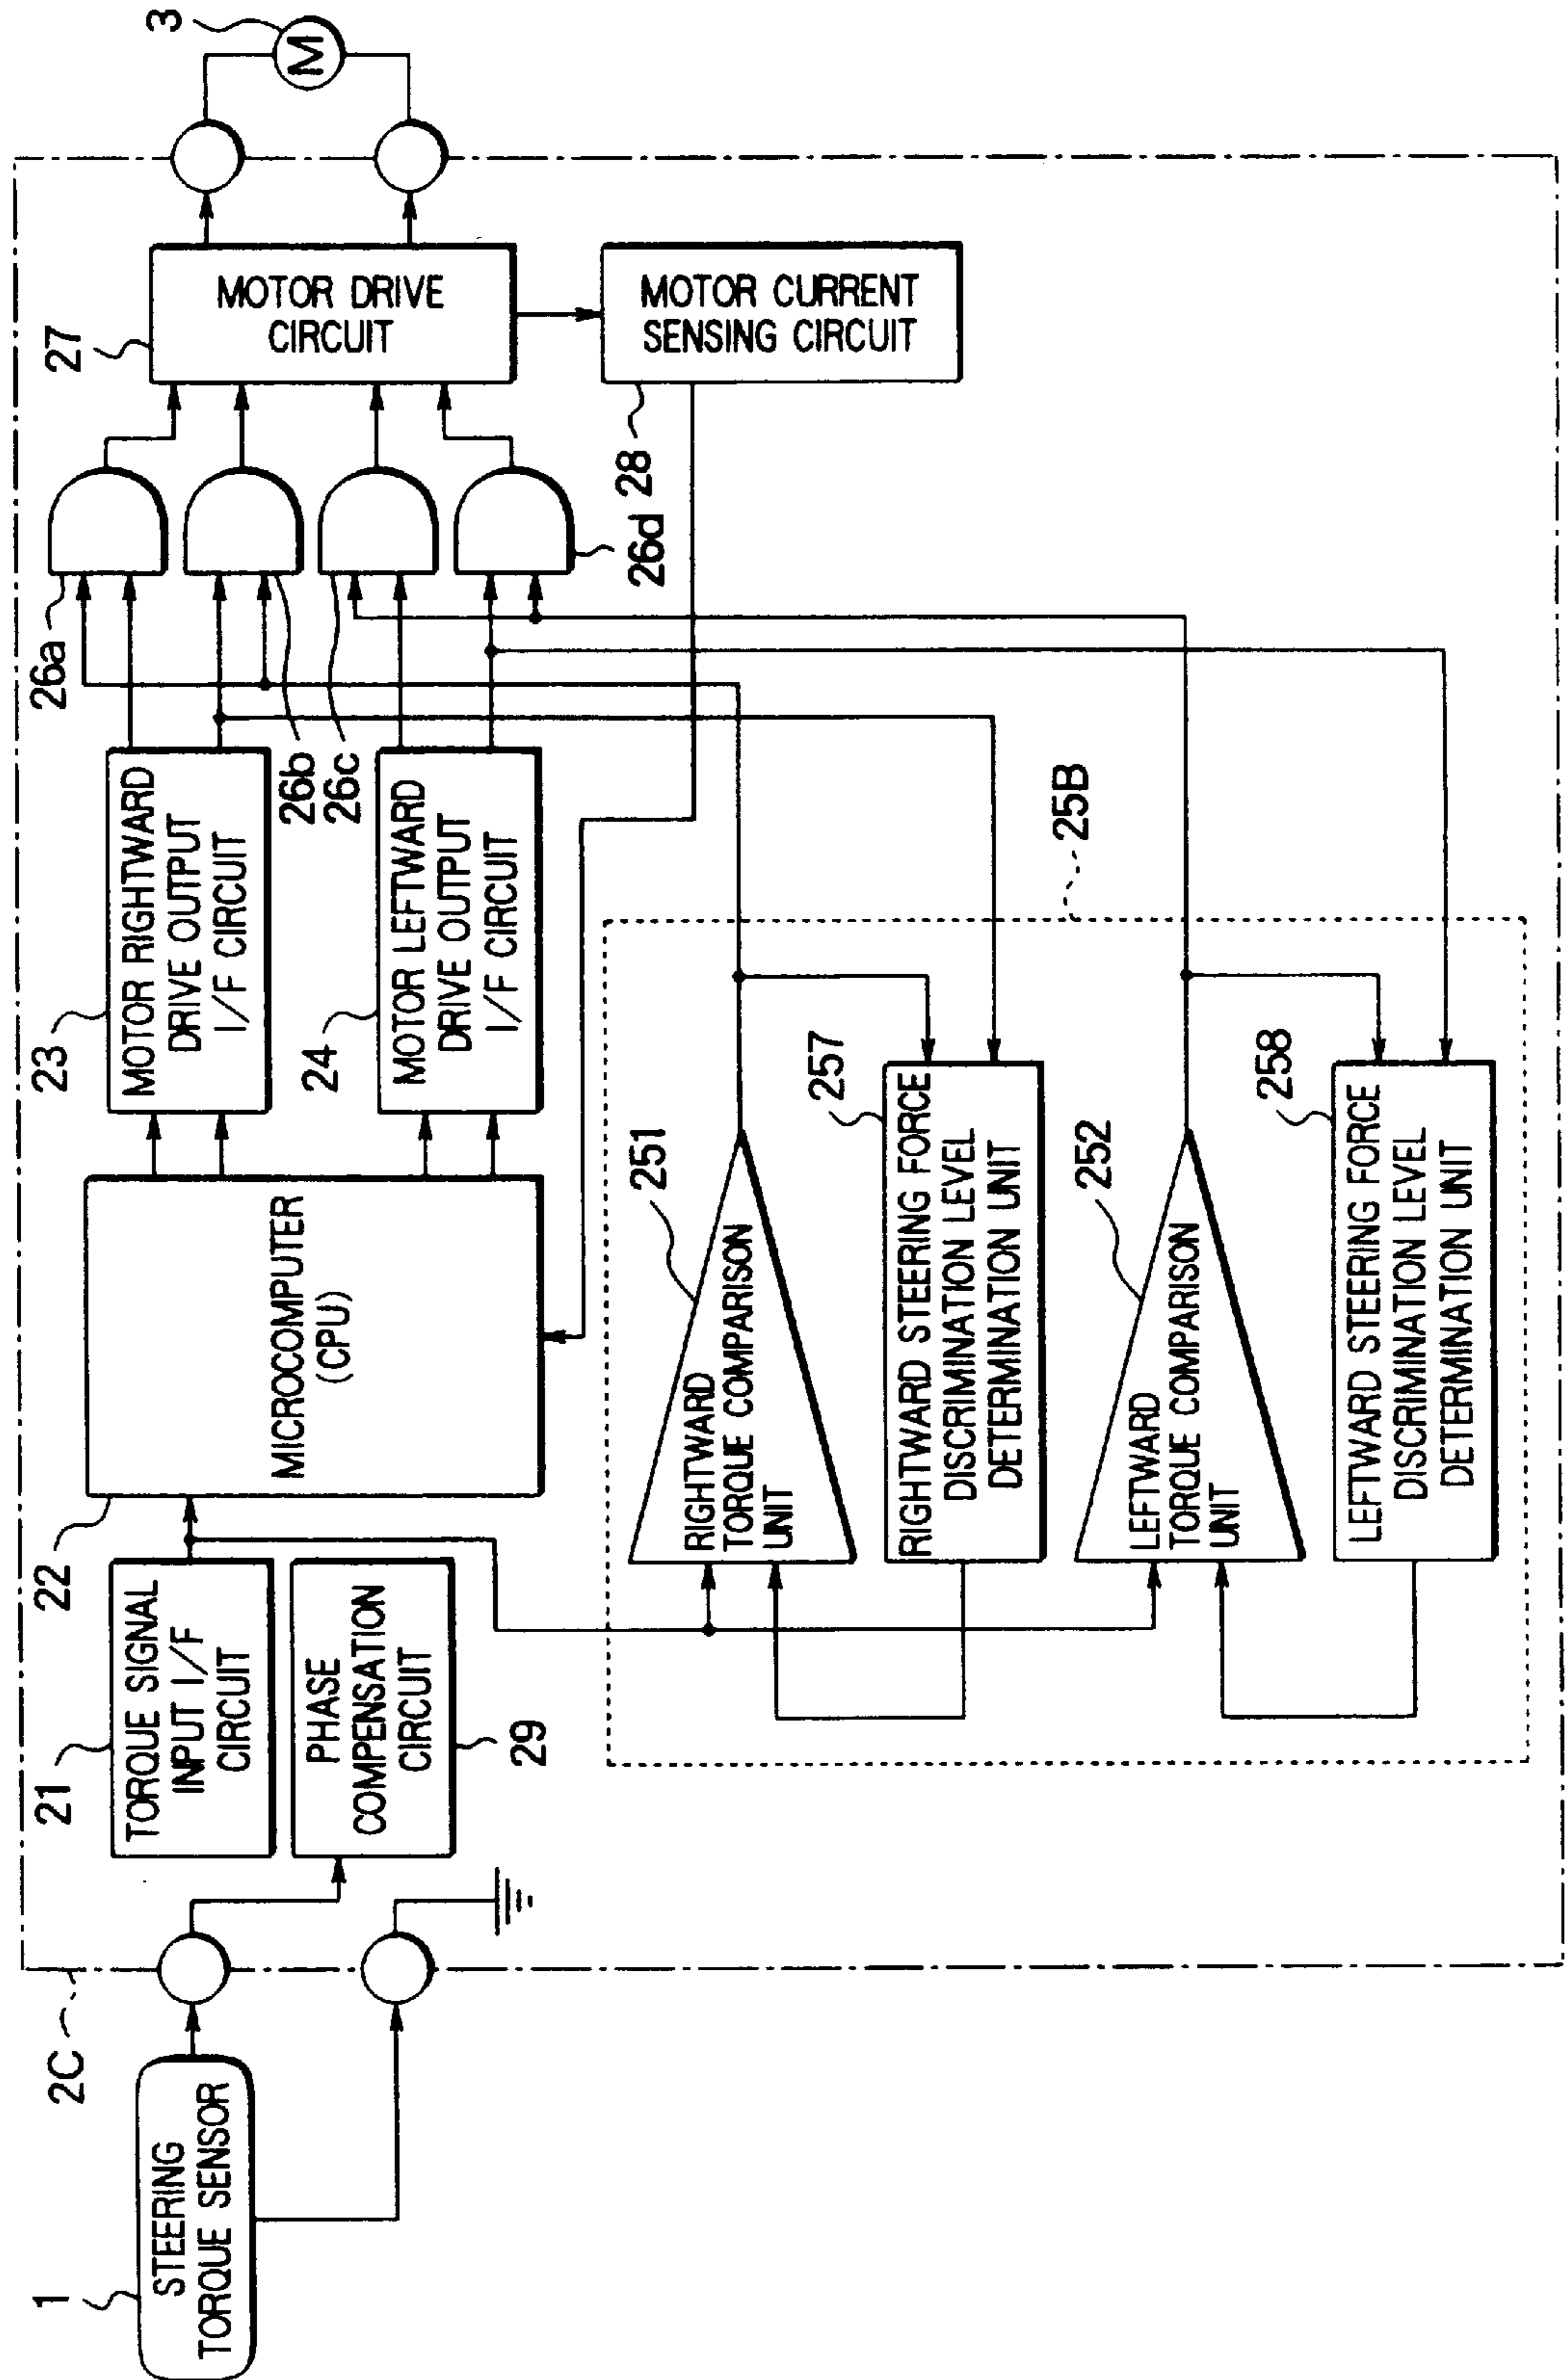 1
STEERING
TORQUE SENSOR
2C
21
TORQUE SIGNAL
INPUT I/F
CIRCUIT
PHASE
COMPENSATION
CIRCUIT
29
22
MICROCOMPUTER
(CPU)
23
MOTOR RIGHTWARD
DRIVE OUTPUT
I/F CIRCUIT
24
MOTOR LEFTWARD
DRIVE OUTPUT
I/F CIRCUIT
26a
26b
26c
26d
27
MOTOR DRIVE
CIRCUIT
28
MOTOR CURRENT
SENSING CIRCUIT
3
M
25B
251
RIGHTWARD
TORQUE COMPARISON
UNIT
257
RIGHTWARD STEERING FORCE
DISCRIMINATION LEVEL
DETERMINATION UNIT
252
LEFTWARD
TORQUE COMPARISON
UNIT
258
LEFTWARD STEERING FORCE
DISCRIMINATION LEVEL
DETERMINATION UNIT